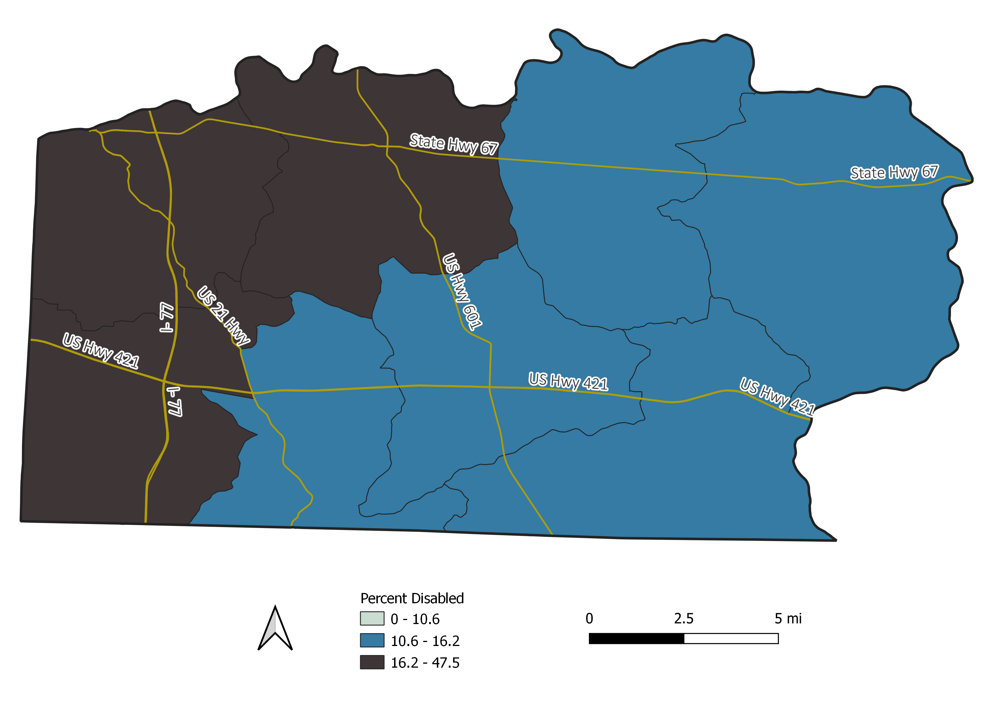 State Hwy 67
State Hwy 67
US Hwy 601
US 21 Hwy
I-77
US Hwy 421
US Hwy 421
US Hwy 421
I-77
Percent Disabled
0 - 10.6
10.6 - 16.2
16.2 - 47.5
0 2.5 5 mi